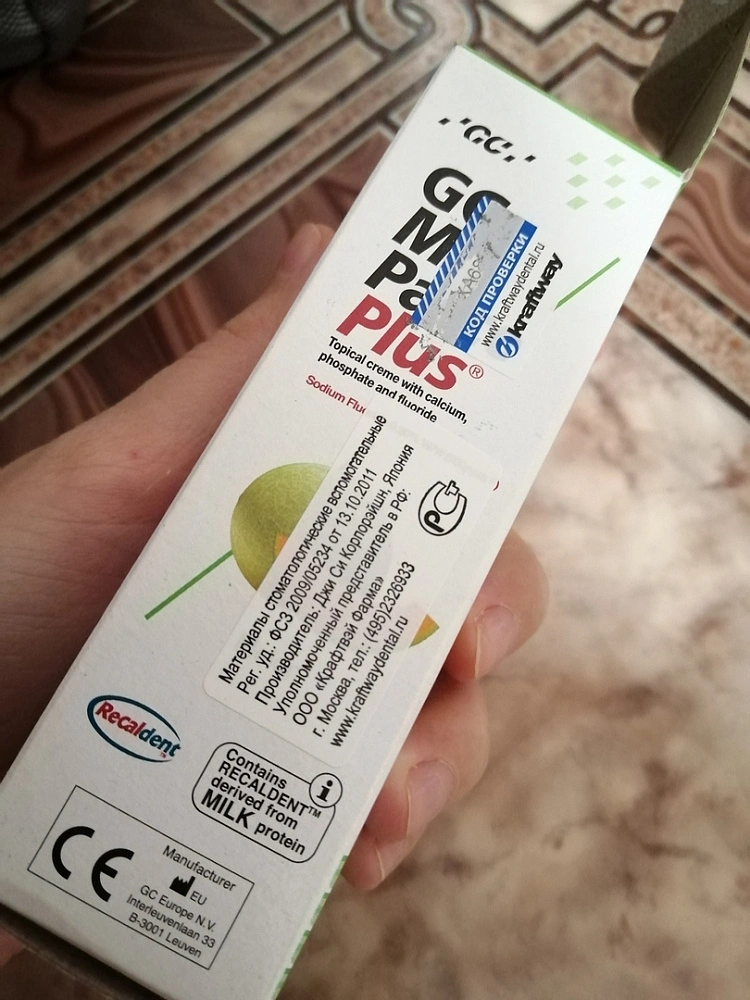 GC
GC
Plus®
Topical creme with calcium,
phosphate and fluoride
Sodium
КОД ПРОВЕРКИ
www.kraftwaydental.ru
kraftway
Материалы стоматологические вспомогательные
Рег. уд.: ФСЗ 2009/05234 от 13.10.2011
Производитель: Джи Си Корпорэйшн, Япония
Уполномоченный представитель в РФ:
ООО «Крафтвэй Фарма»
г. Москва, тел.: (495)2326933
www.kraftwaydental.ru
РСТ
Recaldent™
Contains
RECALDENT™
derived from
MILK protein
i
CE
Manufacturer
EU
GC Europe N.V.
Interleuvenlaan 33
B-3001 Leuven